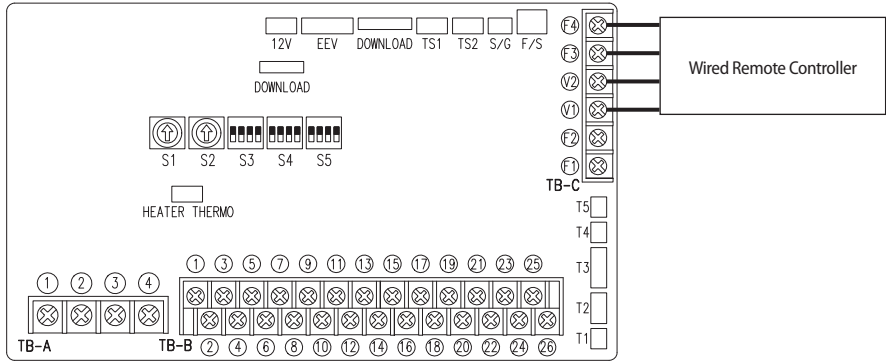 12V EEV DOWNLOAD TS1 TS2 S/G F/S
DOWNLOAD
S1 S2 S3 S4 S5
HEATER THERMO
F4
F3
V2
V1
F2
F1
TB-C
Wired Remote Controller
T5
T4
T3
T2
T1
1 2 3 4
TB-A
1 3 5 7 9 11 13 15 17 19 21 23 25
TB-B
2 4 6 8 10 12 14 16 18 20 22 24 26